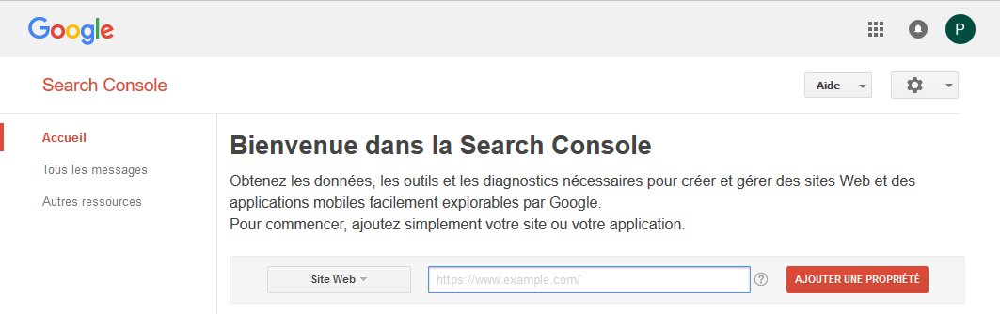 Google
P
Search Console
Aide
Accueil
Tous les messages
Autres ressources
Bienvenue dans la Search Console
Obtenez les données, les outils et les diagnostics nécessaires pour créer et gérer des sites Web et des
applications mobiles facilement explorables par Google.
Pour commencer, ajoutez simplement votre site ou votre application.
Site Web
https://www.example.com/
?
AJOUTER UNE PROPRIÉTÉ